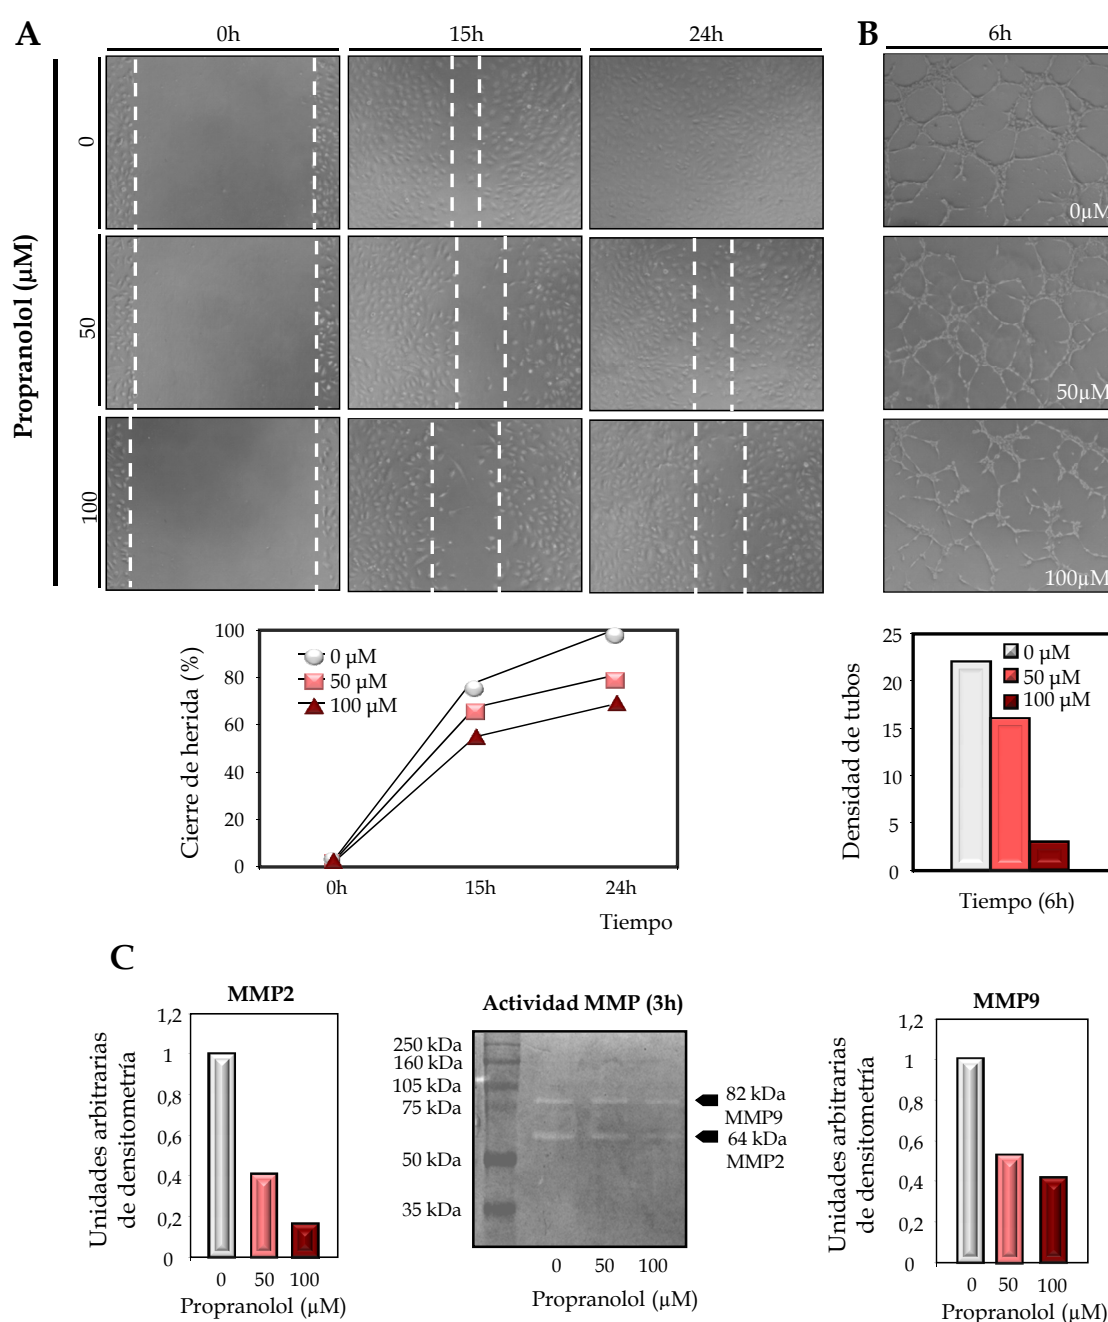 A
0h
15h
24h
B
6h
Propranolol (µM)
0
50
100
0µM
50µM
100µM
Cierre de herida (%)
100
80
60
40
20
0
0 µM
50 µM
100 µM
0h
15h
24h
Tiempo
Densidad de tubos
25
20
15
10
5
0
0 µM
50 µM
100 µM
Tiempo (6h)
C
MMP2
Unidades arbitrarias
de densitometría
1,2
1
0,8
0,6
0,4
0,2
0
0
50
100
Propranolol (µM)
Actividad MMP (3h)
250 kDa
160 kDa
105 kDa
75 kDa
50 kDa
35 kDa
82 kDa
MMP9
64 kDa
MMP2
0
50
100
Propranolol (µM)
MMP9
Unidades arbitrarias
de densitometría
1,2
1
0,8
0,6
0,4
0,2
0
0
50
100
Propranolol (µM)